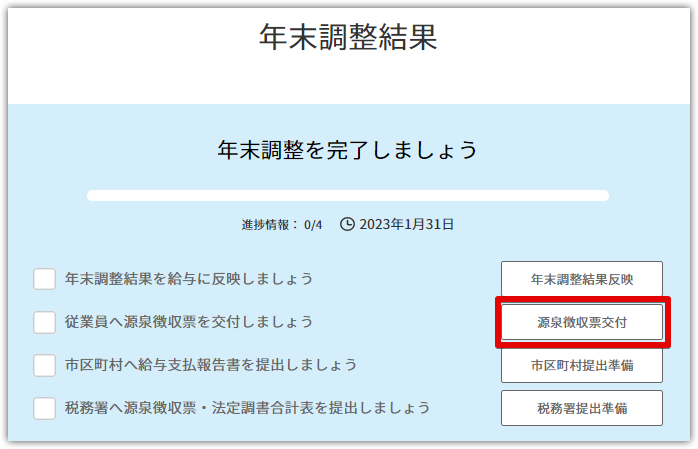 年末調整結果
年末調整を完了しましょう
進捗情報： 0/4 2023年1月31日
年末調整結果を給与に反映しましょう 年末調整結果反映
従業員へ源泉徴収票を交付しましょう 源泉徴収票交付
市区町村へ給与支払報告書を提出しましょう 市区町村提出準備
税務署へ源泉徴収票・法定調書合計表を提出しましょう 税務署提出準備